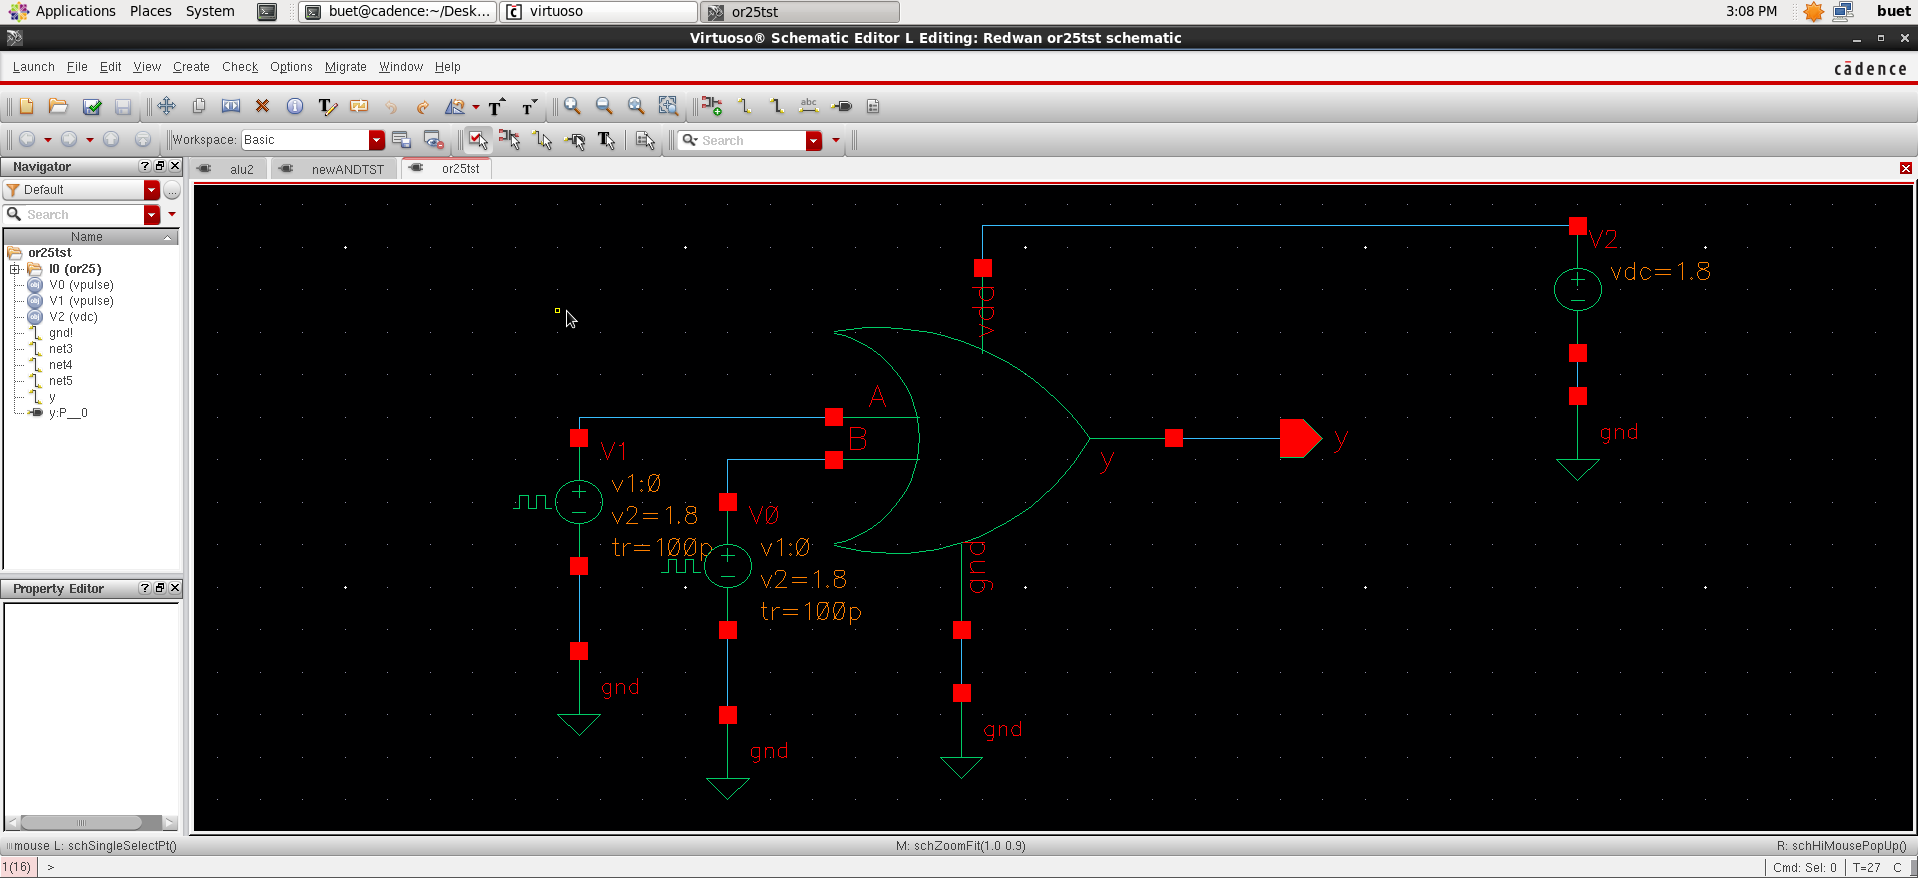 Applications Places System buet@cadence:~/Desk... virtuoso or25tst 3:08 PM buet
Virtuoso® Schematic Editor L Editing: Redwan or25tst schematic
Launch File Edit View Create Check Options Migrate Window Help cādence
abc
Workspace: Basic Search
Navigator
alu2 newANDTST or25tst
Default
Search
Name
or25tst
I0 (or25)
V0 (vpulse)
V1 (vpulse)
V2 (vdc)
gnd!
net3
net4
net5
y
y:P__0
Property Editor
V2
vdc=1.8
gnd
vdd
A
B
y
y
gnd
gnd
V1
v1:0
v2=1.8
tr=100p
gnd
V0
v1:0
v2=1.8
tr=100p
gnd
mouse L: schSingleSelectPt() M: schZoomFit(1.0 0.9) R: schHiMousePopUp()
1(16) > Cmd: Sel: 0 T=27 C